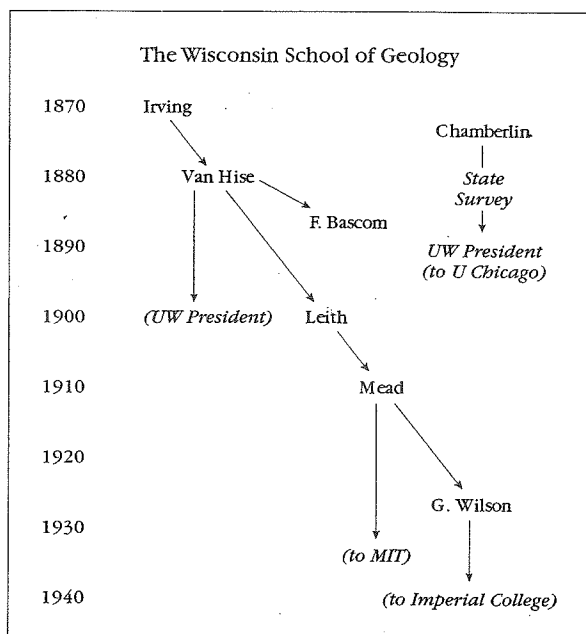 The Wisconsin School of Geology
1870 Irving
Chamberlin
1880 Van Hise State
Survey
F. Bascom
1890 UW President
(to U Chicago)
1900 (UW President) Leith
1910 Mead
1920
G. Wilson
1930
(to MIT)
1940 (to Imperial College)